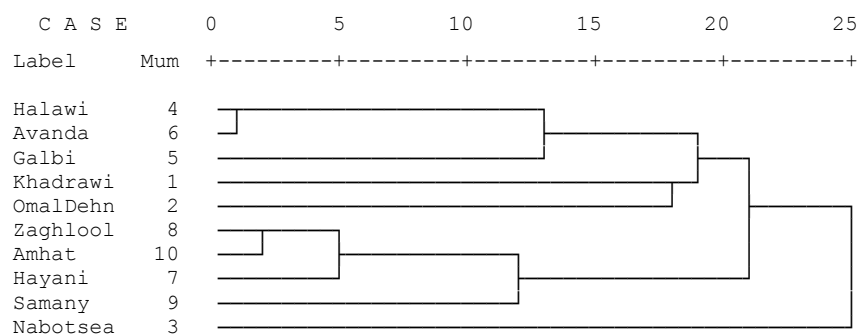 C A S E 0 5 10 15 20 25
Label Mum +---------+---------+---------+---------+---------+
Halawi 4
Avanda 6
Galbi 5
Khadrawi 1
OmalDehn 2
Zaghlool 8
Amhat 10
Hayani 7
Samany 9
Nabotsea 3